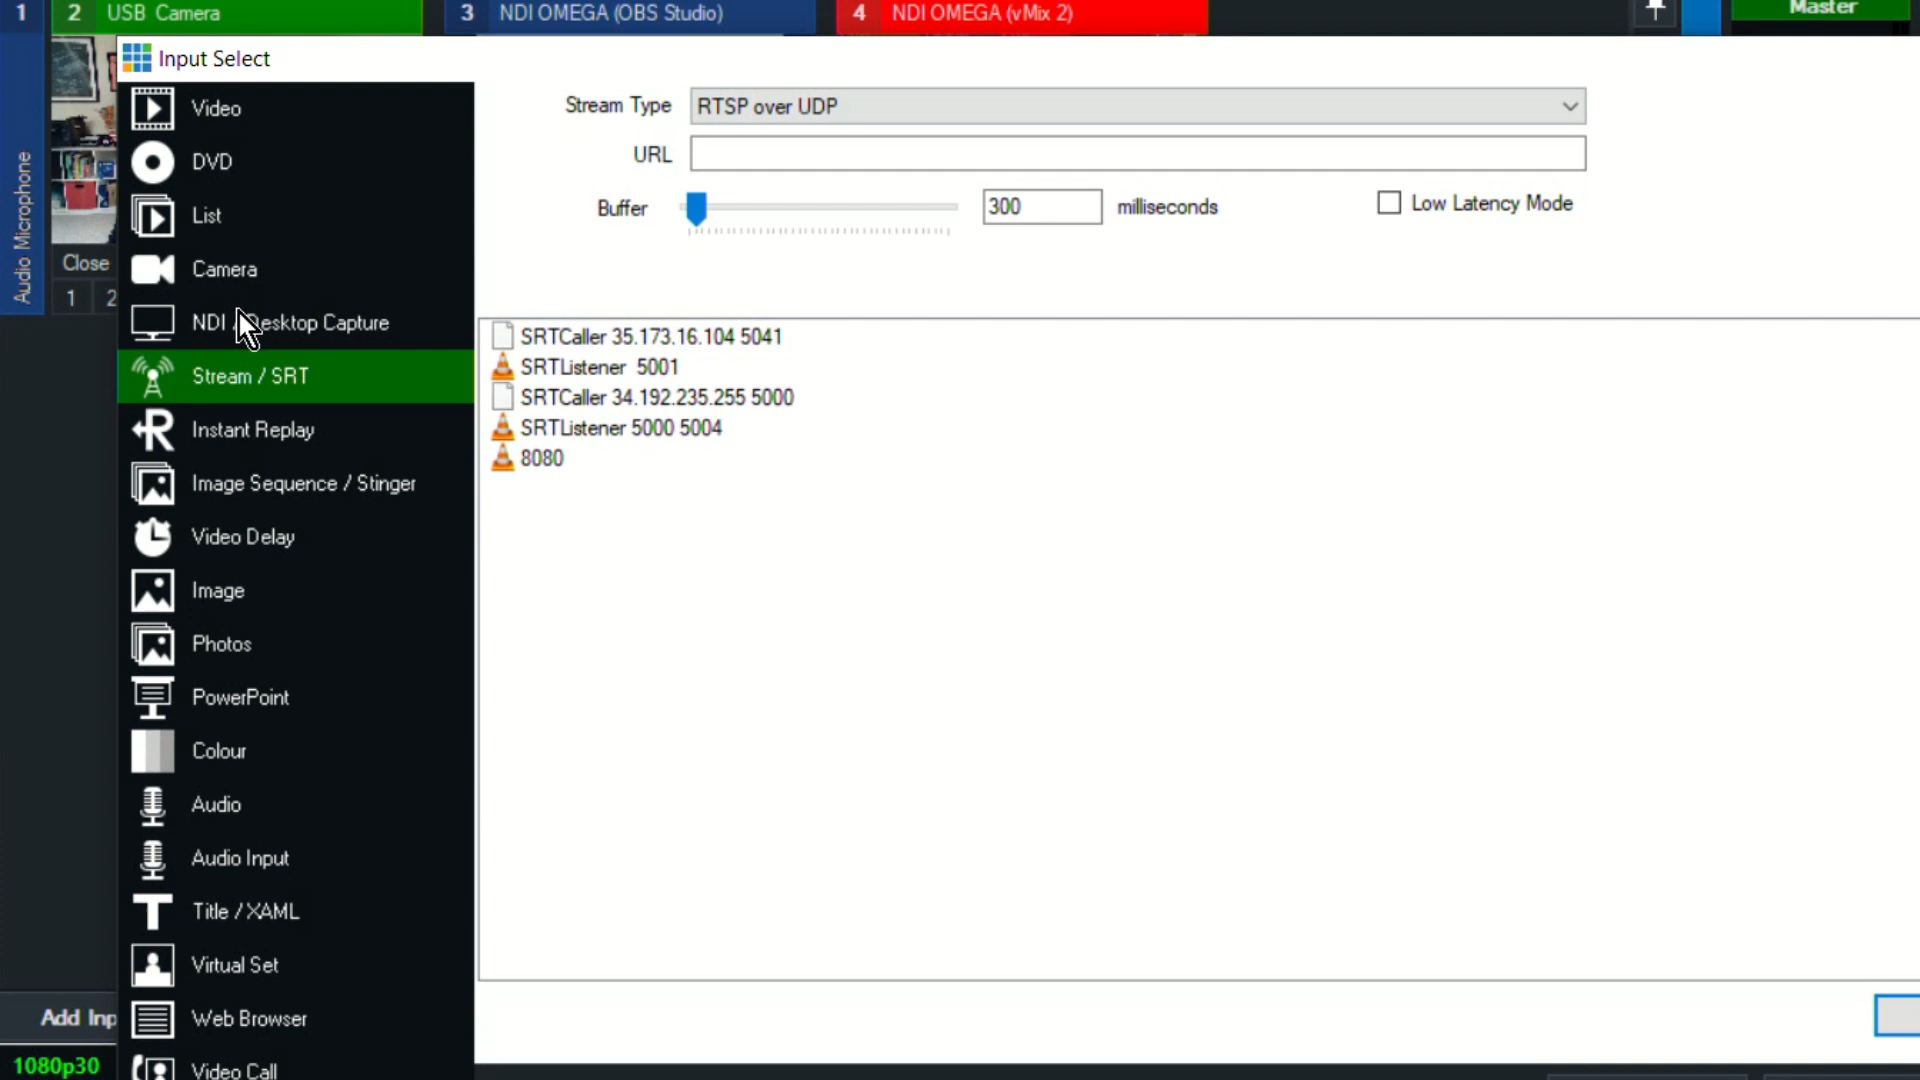 1
2 USB Camera
3 NDI OMEGA (OBS Studio)
4 NDI OMEGA (vMix 2)
Master
Audio Microphone
Close
1 2
Add Inp
1080p30
Input Select
Video
DVD
List
Camera
NDI / Desktop Capture
Stream / SRT
Instant Replay
Image Sequence / Stinger
Video Delay
Image
Photos
PowerPoint
Colour
Audio
Audio Input
Title / XAML
Virtual Set
Web Browser
Video Call
Stream Type RTSP over UDP
URL
Buffer 300 milliseconds Low Latency Mode
SRTCaller 35.173.16.104 5041
SRTListener 5001
SRTCaller 34.192.235.255 5000
SRTListener 5000 5004
8080